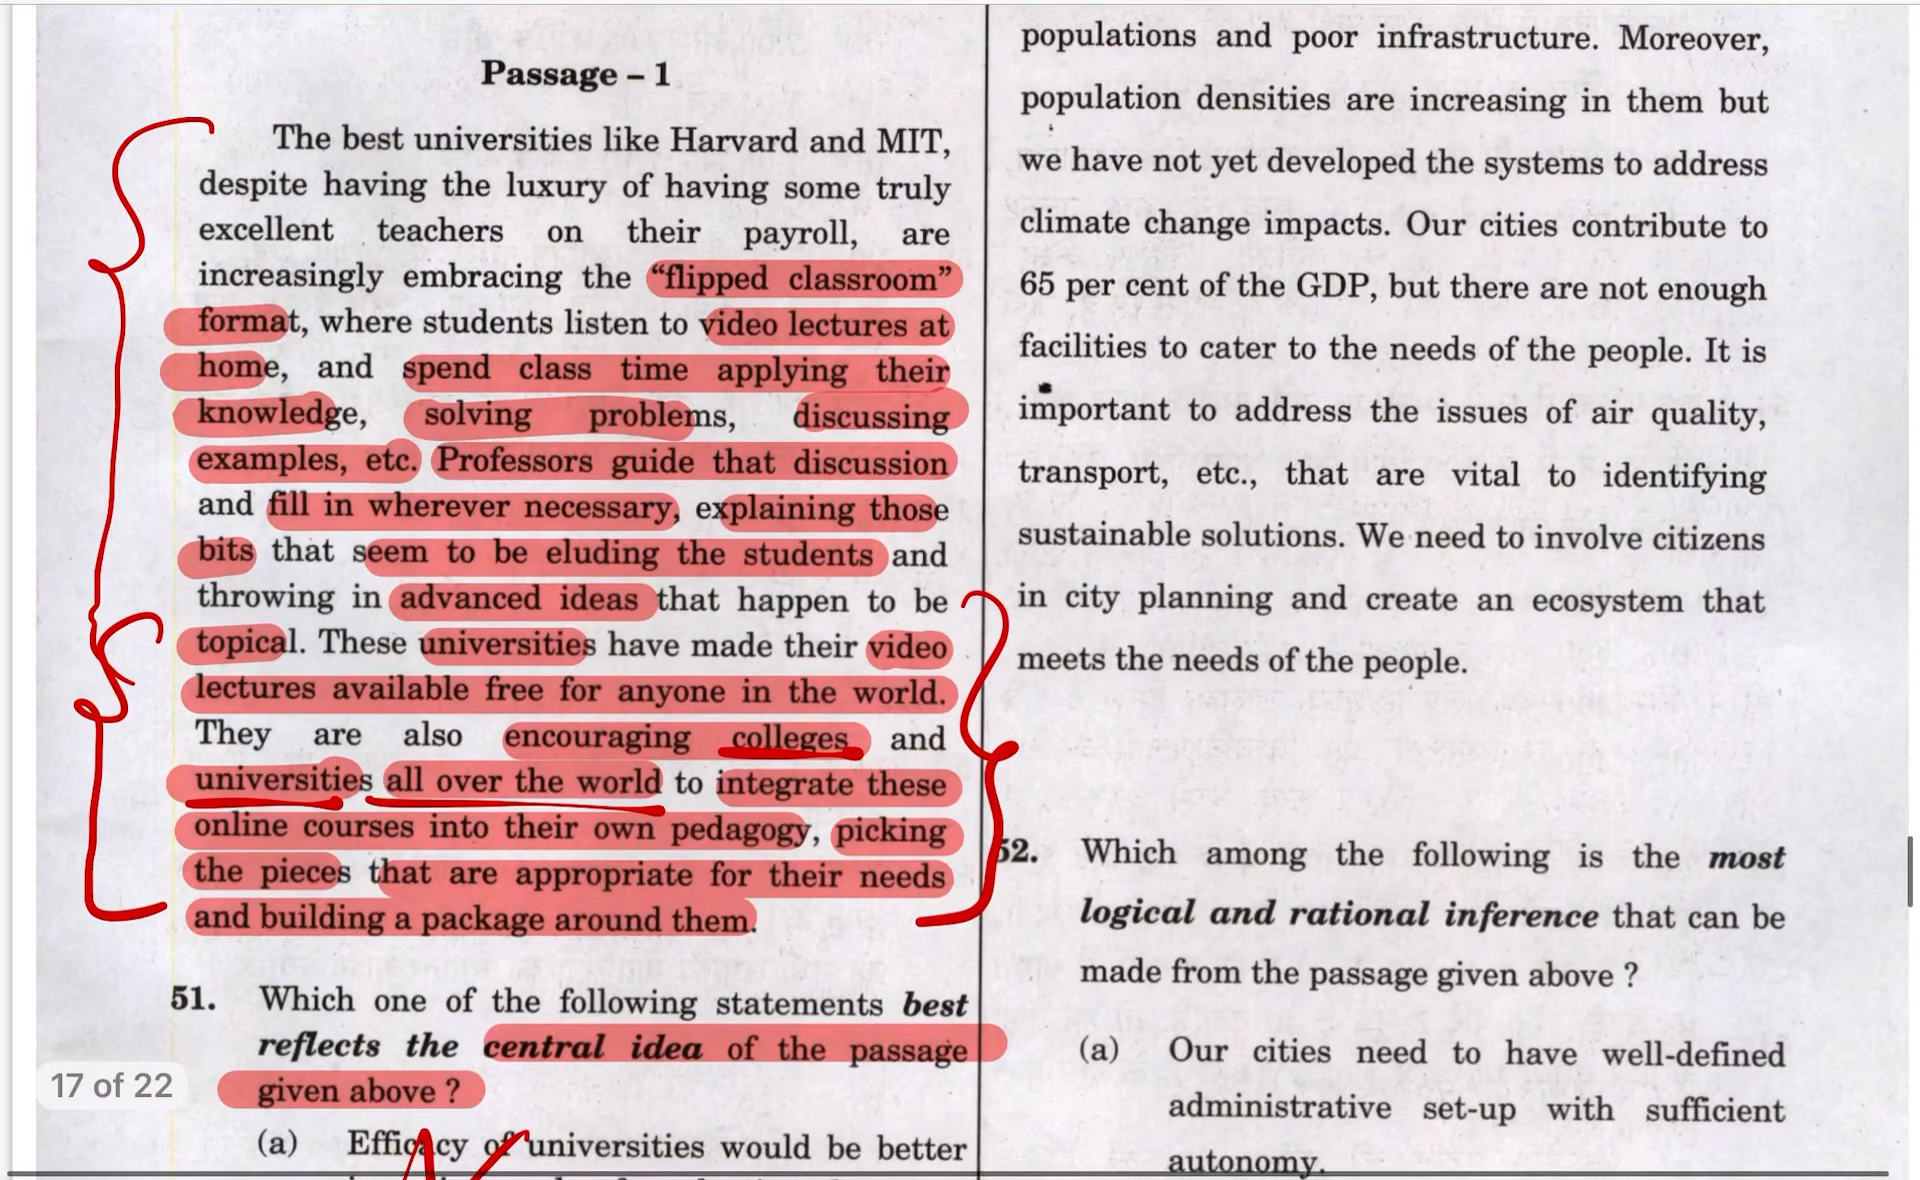 Passage – 1
The best universities like Harvard and MIT,
despite having the luxury of having some truly
excellent teachers on their payroll, are
increasingly embracing the “flipped classroom”
format, where students listen to video lectures at
home, and spend class time applying their
knowledge, solving problems, discussing
examples, etc. Professors guide that discussion
and fill in wherever necessary, explaining those
bits that seem to be eluding the students and
throwing in advanced ideas that happen to be
topical. These universities have made their video
lectures available free for anyone in the world.
They are also encouraging colleges and
universities all over the world to integrate these
online courses into their own pedagogy, picking
the pieces that are appropriate for their needs
and building a package around them.
51. Which one of the following statements best
reflects the central idea of the passage
given above ?
(a) Efficacy of universities would be better
17 of 22
populations and poor infrastructure. Moreover,
population densities are increasing in them but
we have not yet developed the systems to address
climate change impacts. Our cities contribute to
65 per cent of the GDP, but there are not enough
facilities to cater to the needs of the people. It is
important to address the issues of air quality,
transport, etc., that are vital to identifying
sustainable solutions. We need to involve citizens
in city planning and create an ecosystem that
meets the needs of the people.
52. Which among the following is the most
logical and rational inference that can be
made from the passage given above ?
(a) Our cities need to have well-defined
administrative set-up with sufficient
autonomy.